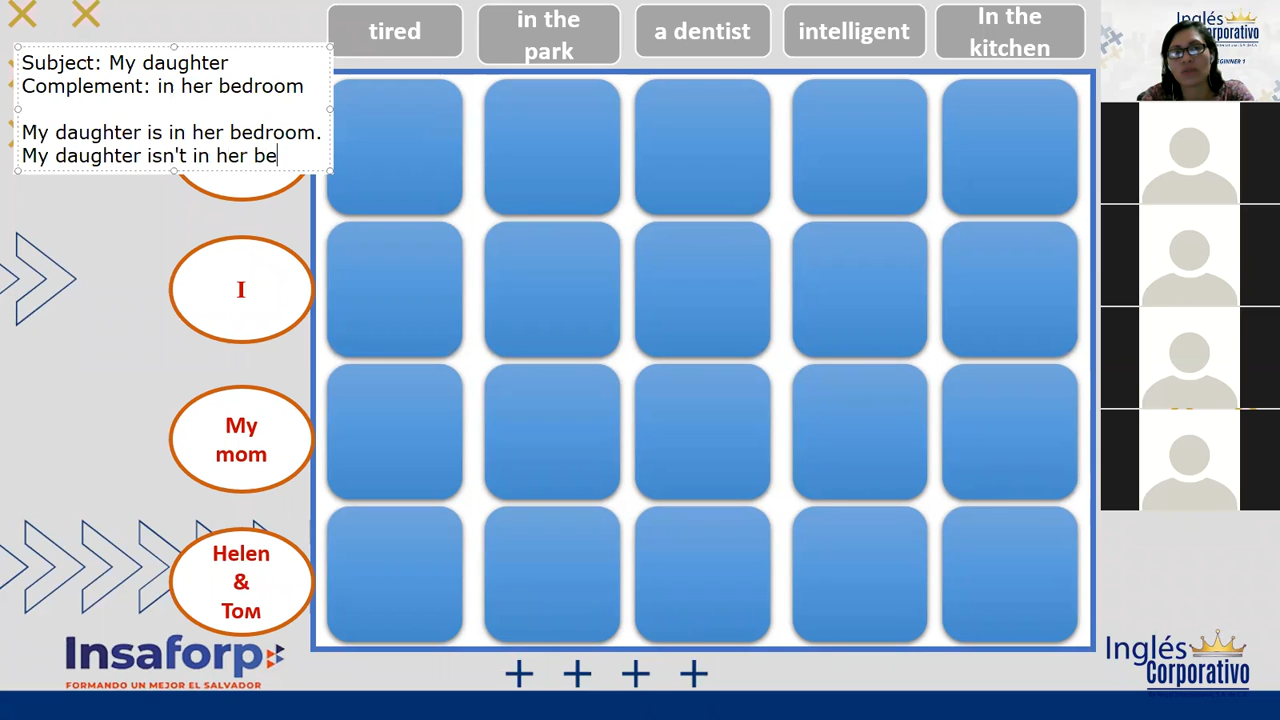 tired
in the
park
a dentist
intelligent
In the
kitchen
Subject: My daughter
Complement: in her bedroom
My daughter is in her bedroom.
My daughter isn't in her be
I
My
mom
Helen
&
Tom
Insaforp
FORMANDO UN MEJOR EL SALVADOR
Inglés
Corporativo
Inglés
Corporativo